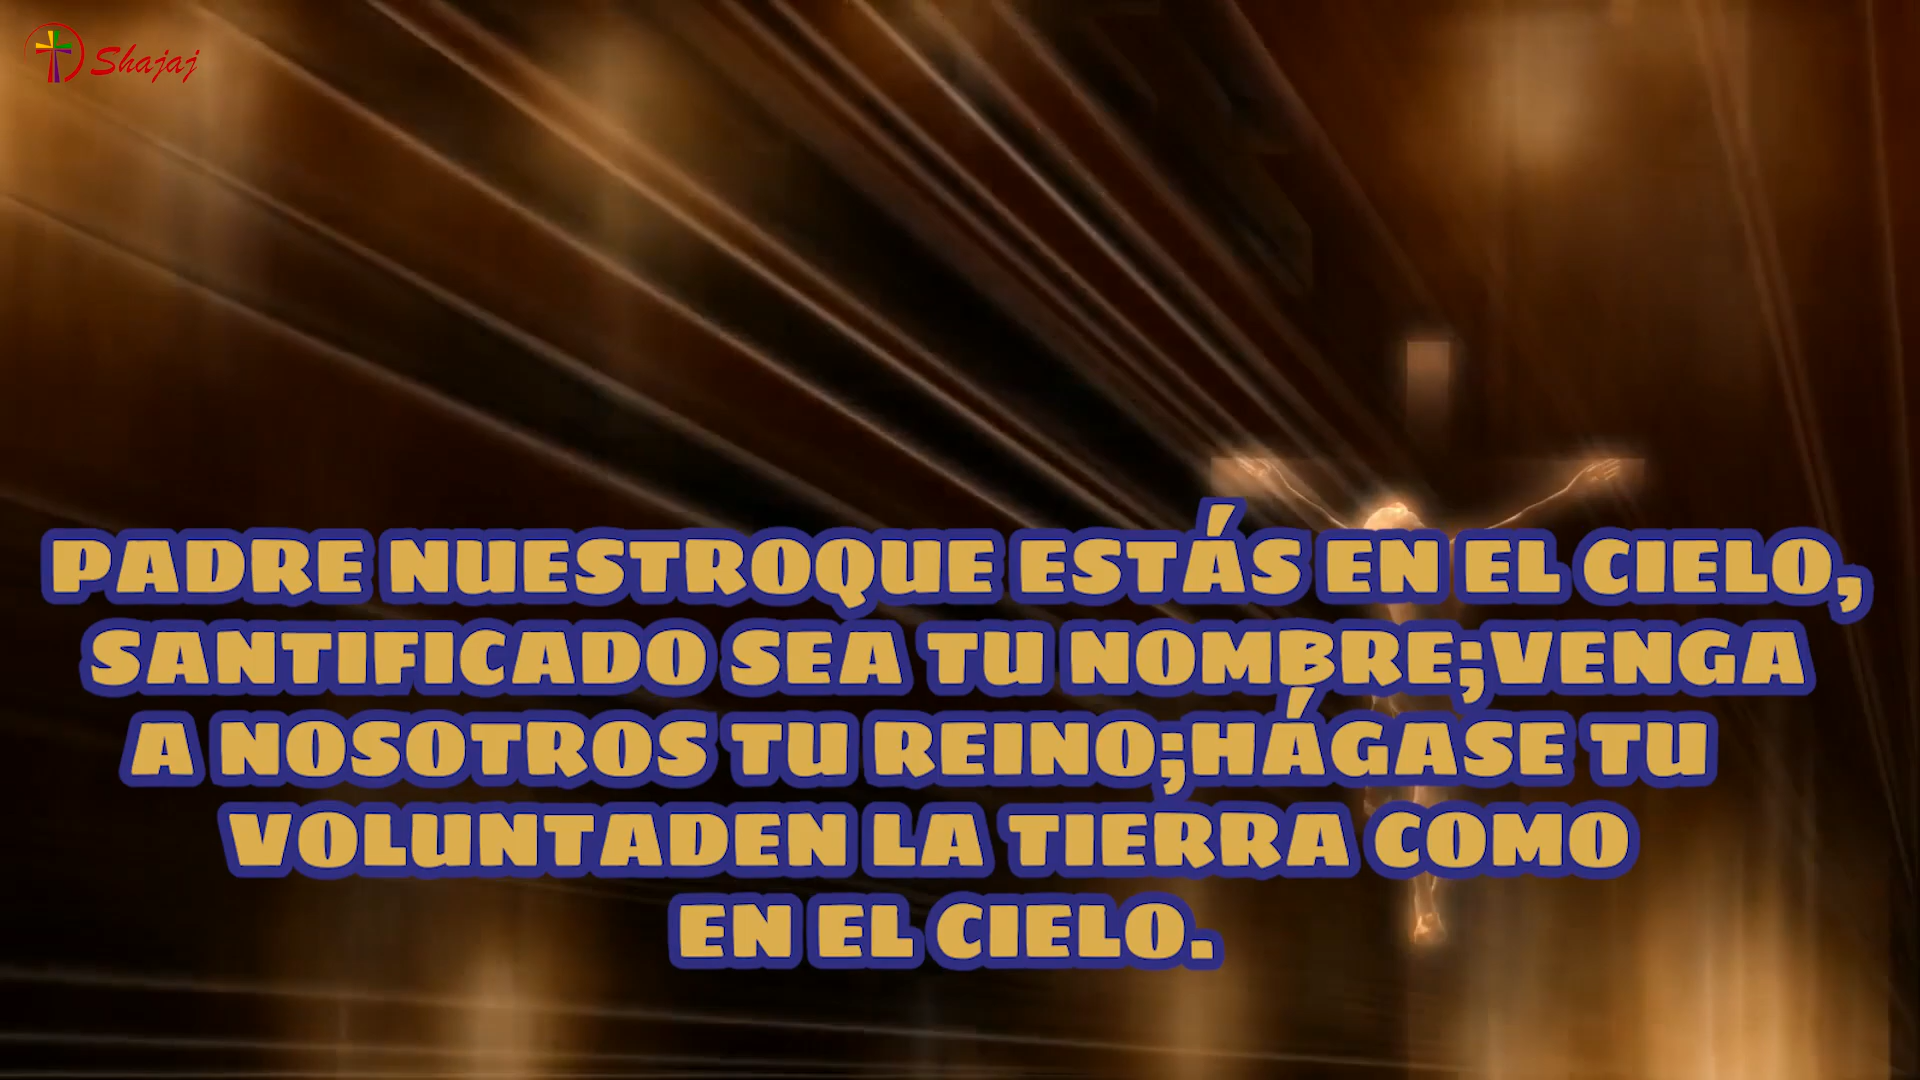 Shajaj
PADRE NUESTROQUE ESTÁS EN EL CIELO,
SANTIFICADO SEA TU NOMBRE;VENGA
A NOSOTROS TU REINO;HÁGASE TU
VOLUNTADEN LA TIERRA COMO
EN EL CIELO.